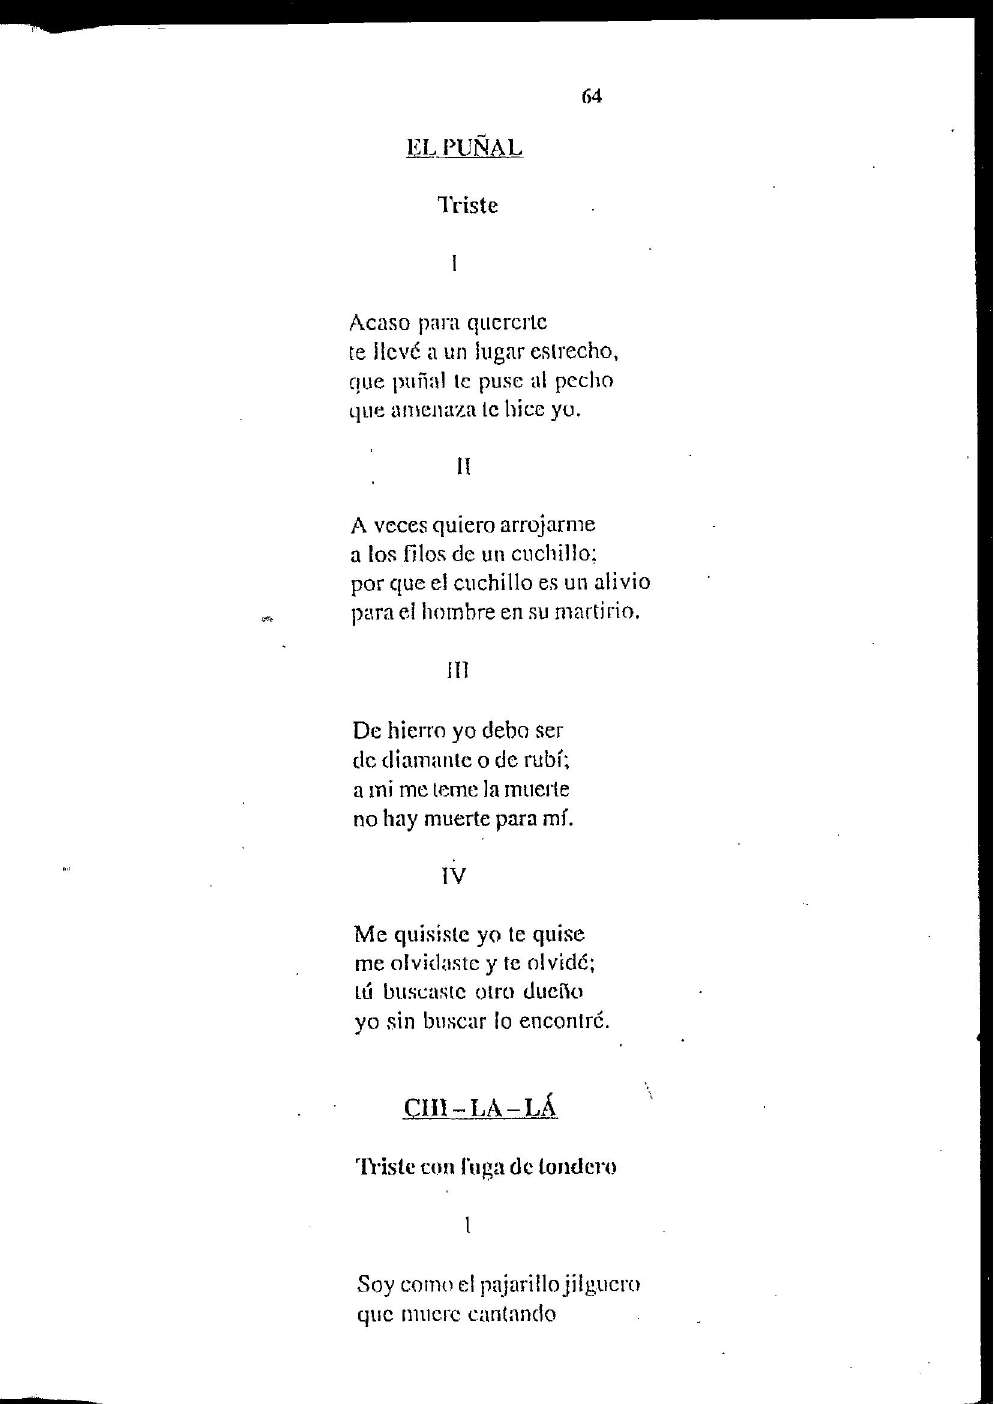 64
EL PUÑAL
Triste
I
Acaso para quererte
te llevé a un lugar estrecho,
que puñal te puse al pecho
que amenaza te hice yo.
II
A veces quiero arrojarme
a los filos de un cuchillo;
por que el cuchillo es un alivio
para el hombre en su martirio.
III
De hierro yo debo ser
de diamante o de rubí;
a mi me teme la muerte
no hay muerte para mí.
IV
Me quisiste yo te quise
me olvidaste y te olvidé;
tú buscaste otro dueño
yo sin buscar lo encontré.
CHI – LA – LÁ
Triste con fuga de tondero
I
Soy como el pajarillo jilguero
que muere cantando